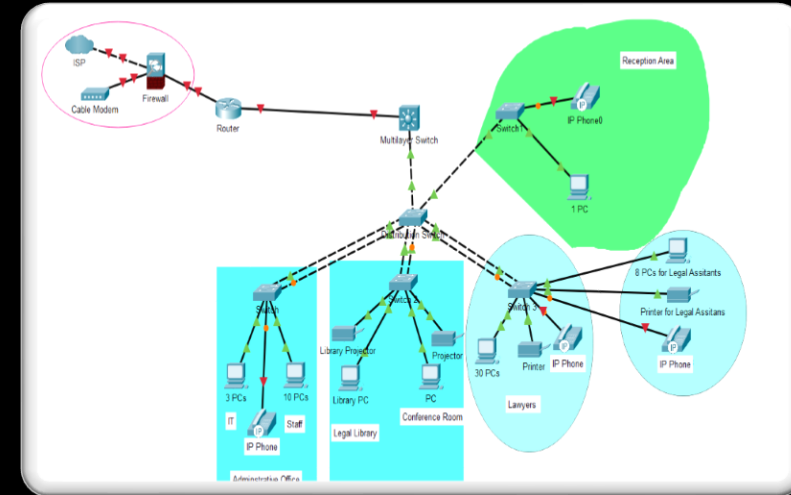 ISP
Cable Modem
Firewall
Router
Multilayer Switch
Reception Area
Switch1
IP Phone0
1 PC
Distribution Switch
Switch
Switch 2
Switch 3
8 PCs for Legal Assitants
Printer for Legal Assitans
IP Phone
Library Projector
Projector
30 PCs
Printer
IP Phone
3 PCs
10 PCs
Library PC
PC
Lawyers
IT
Staff
Conference Room
Legal Library
IP Phone
Adminstrative Office